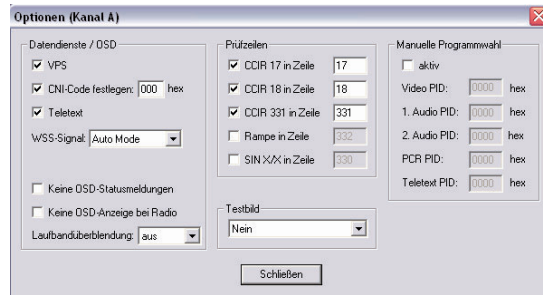 Optionen (Kanal A)
Datendienste / OSD
VPS
CNI-Code festlegen: 000 hex
Teletext
WSS-Signal: Auto Mode
Keine OSD-Statusmeldungen
Keine OSD-Anzeige bei Radio
Laufbandüberblendung: aus
Prüfzeilen
CCIR 17 in Zeile 17
CCIR 18 in Zeile 18
CCIR 331 in Zeile 331
Rampe in Zeile 332
SIN X/X in Zeile 330
Testbild
Nein
Manuelle Programmwahl
aktiv
Video PID: 0000 hex
1. Audio PID: 0000 hex
2. Audio PID: 0000 hex
PCR PID: 0000 hex
Teletext PID: 0000 hex
Schließen